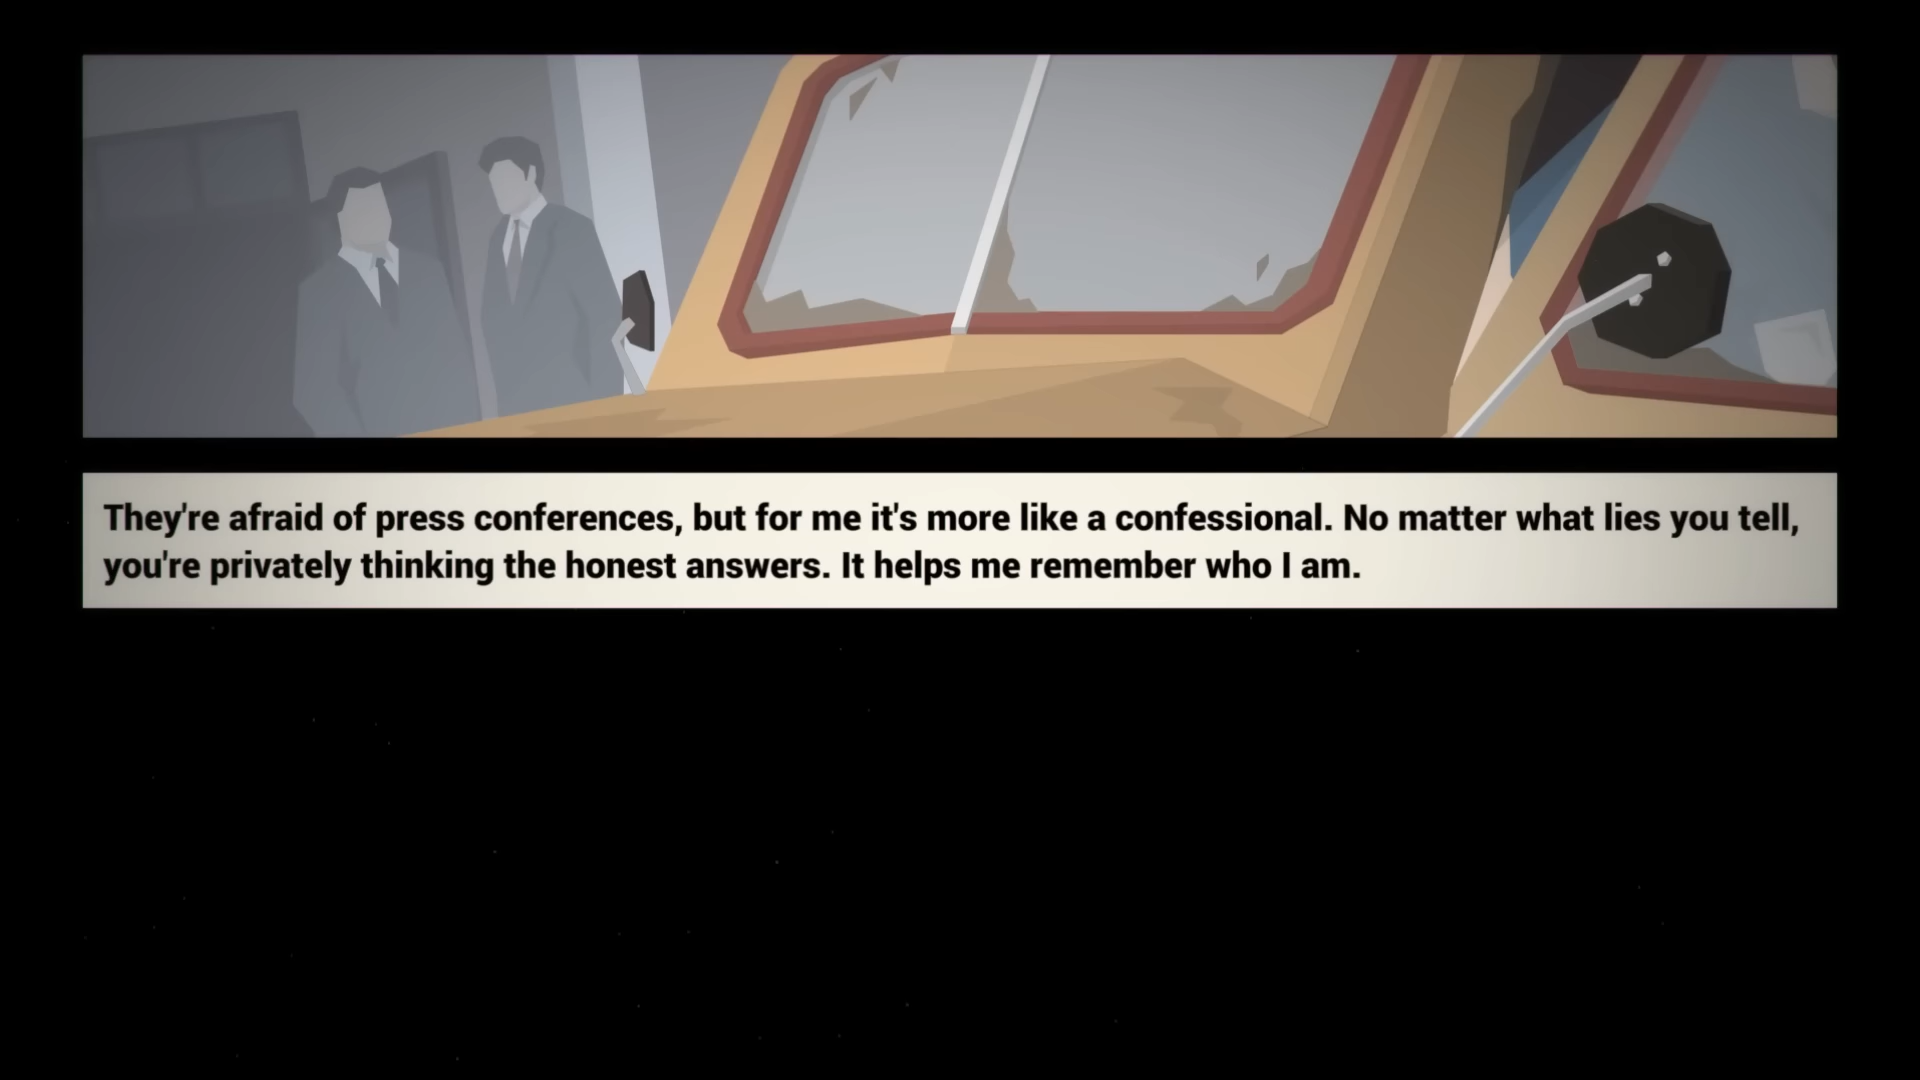 They're afraid of press conferences, but for me it's more like a confessional. No matter what lies you tell,
you're privately thinking the honest answers. It helps me remember who I am.